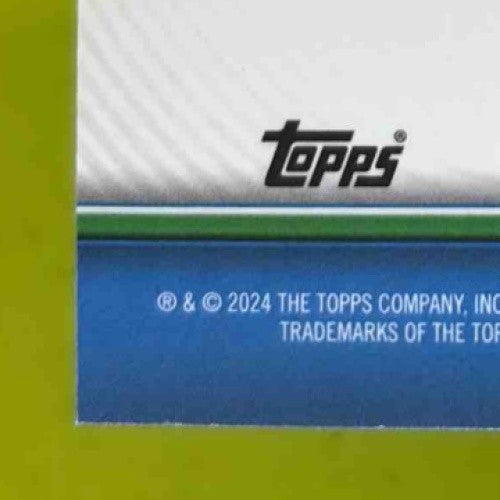 Topps®
® & © 2024 THE TOPPS COMPANY, INC
TRADEMARKS OF THE TOP